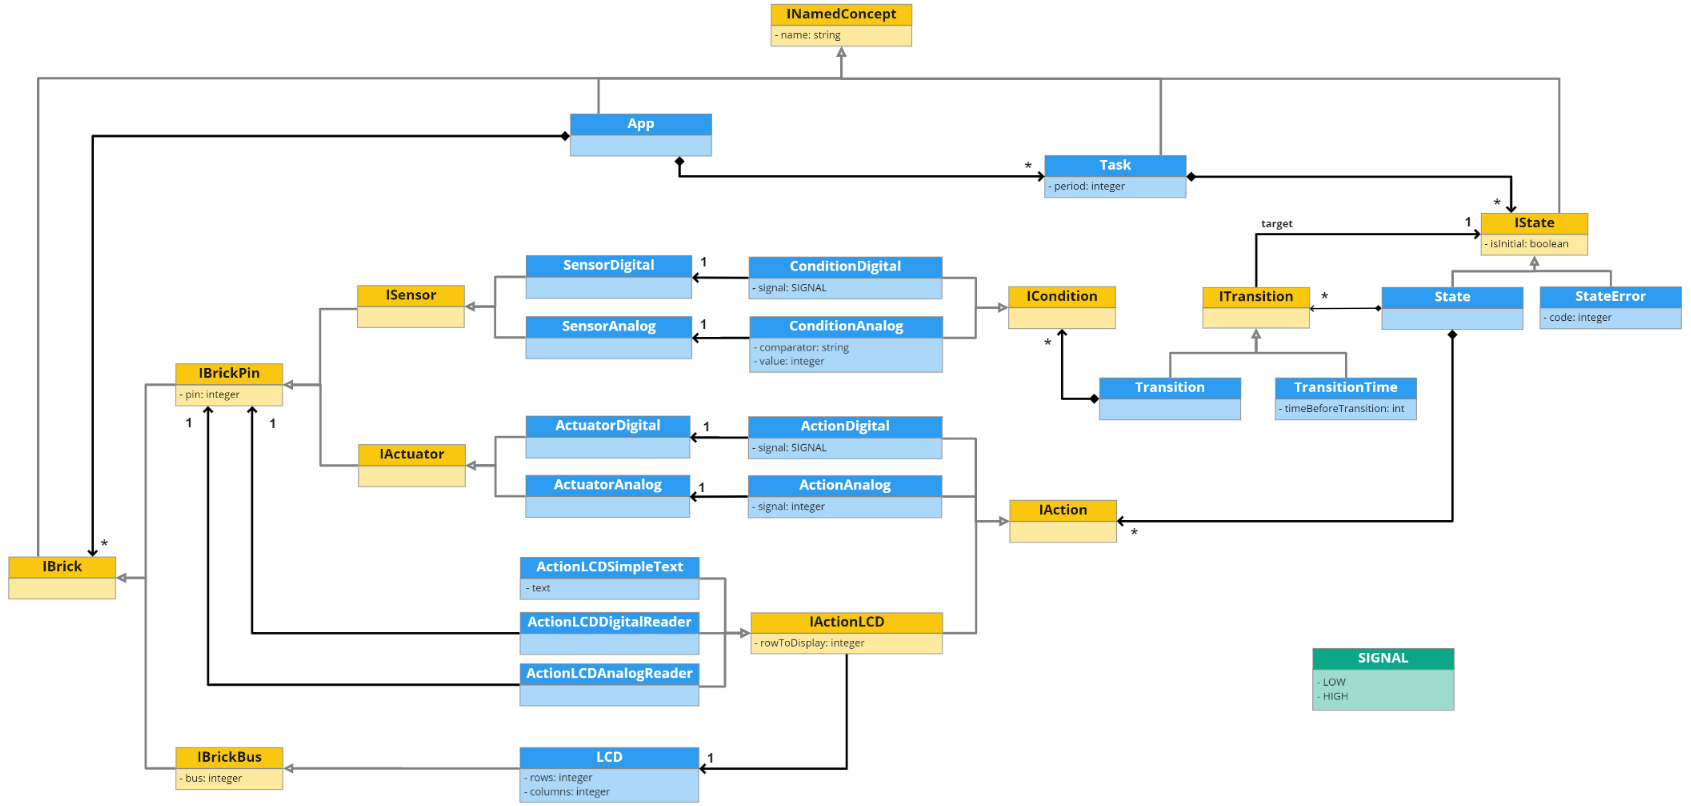 INamedConcept
- name: string
App
*
Task
- period: integer
*
target
1
IState
- isInitial: boolean
SensorDigital
1
ConditionDigital
- signal: SIGNAL
ISensor
ICondition
ITransition
*
State
StateError
- code: integer
SensorAnalog
1
ConditionAnalog
- comparator: string
- value: integer
*
IBrickPin
- pin: integer
Transition
TransitionTime
- timeBeforeTransition: int
1
1
ActuatorDigital
1
ActionDigital
- signal: SIGNAL
IActuator
ActuatorAnalog
1
ActionAnalog
- signal: integer
IAction
*
*
IBrick
ActionLCDSimpleText
- text
ActionLCDDigitalReader
IActionLCD
- rowToDisplay: integer
ActionLCDAnalogReader
SIGNAL
- LOW
- HIGH
IBrickBus
- bus: integer
LCD
1
- rows: integer
- columns: integer